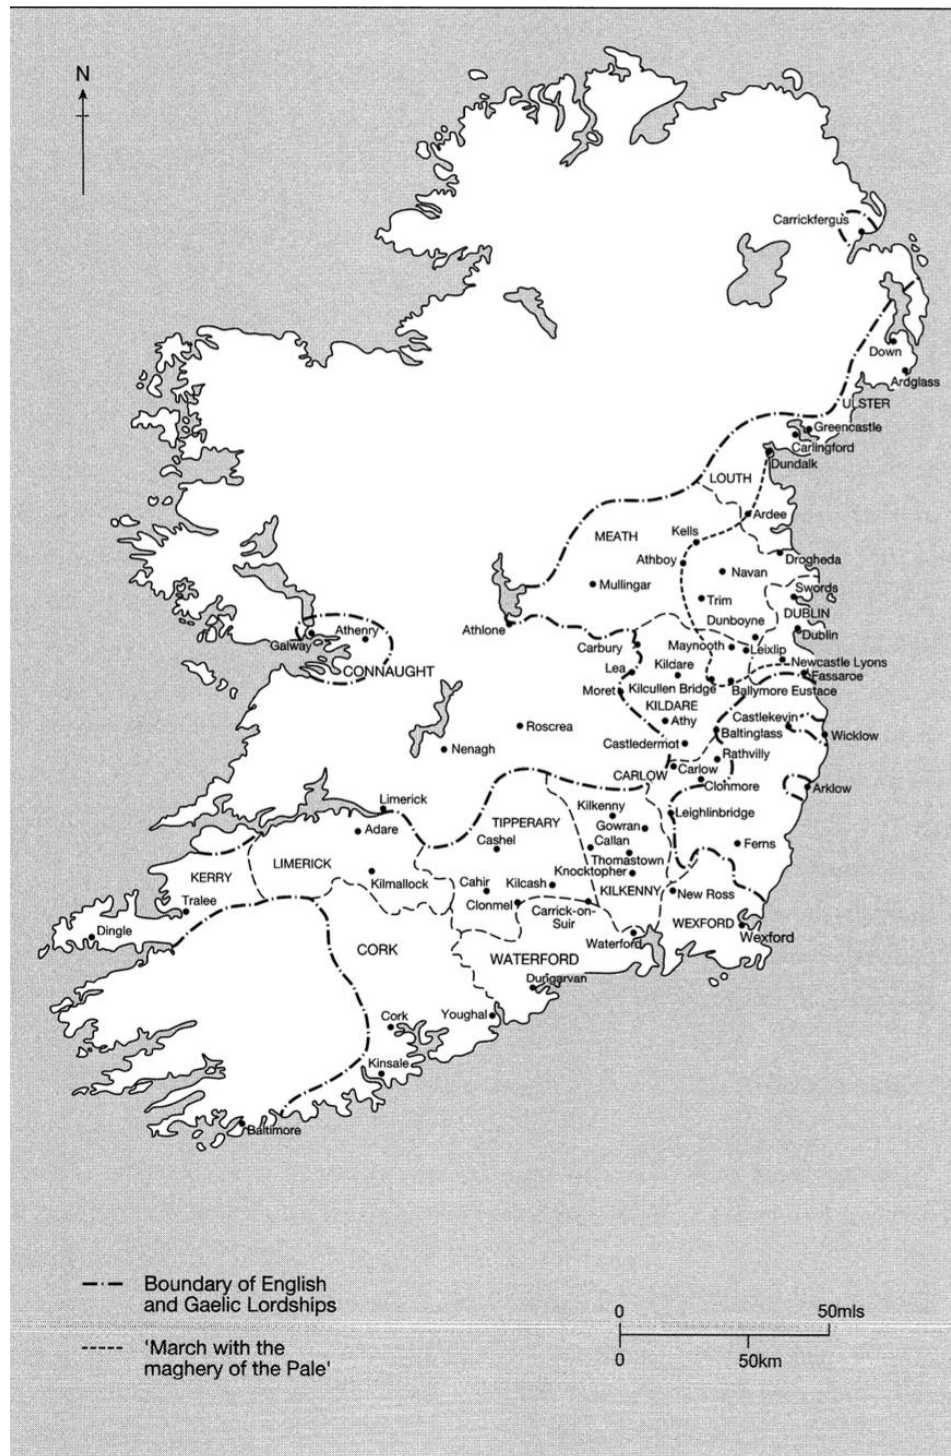 N
Carrickfergus
Down
Ardglass
ULSTER
Greencastle
Carlingford
Dundalk
LOUTH
Ardee
MEATH
Kells
Athboy
Drogheda
Navan
Mullingar
Swords
Trim
DUBLIN
Dunboyne
Athlone
Dublin
Galway
Athenry
Carbury
Maynooth
Leixlip
CONNAUGHT
Lea
Kildare
Newcastle Lyons
Fassaroe
Moret
Kilcullen Bridge
Ballymore Eustace
KILDARE
Athy
Castlekevin
Roscrea
Baltinglass
Wicklow
Nenagh
Castledermot
Rathvilly
Carlow
CARLOW
Clonmore
Arklow
Limerick
Kilkenny
Leighlinbridge
TIPPERARY
Gowran
Adare
Cashel
Callan
Ferns
Thomastown
LIMERICK
Knocktopher
KERRY
Kilmallock
Cahir
Kilcash
KILKENNY
New Ross
Tralee
Clonmel
Carrick-on-
Suir
WEXFORD
Dingle
Waterford
Wexford
CORK
WATERFORD
Dungarvan
Cork
Youghal
Kinsale
Baltimore
Boundary of English
and Gaelic Lordships
0 50mls
'March with the
maghery of the Pale'
0 50km